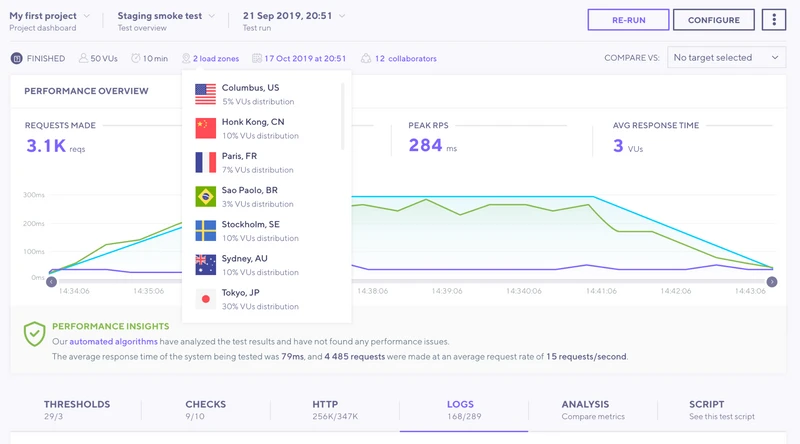 My first project
Project dashboard
Staging smoke test
Test overview
21 Sep 2019, 20:51
Test run
RE-RUN
CONFIGURE
FINISHED
50 VUs
10 min
2 load zones
17 Oct 2019 at 20:51
12 collaborators
COMPARE VS:
No target selected
PERFORMANCE OVERVIEW
REQUESTS MADE
3.1K reqs
PEAK RPS
284 ms
AVG RESPONSE TIME
3 VUs
Columbus, US
5% VUs distribution
Honk Kong, CN
10% VUs distribution
Paris, FR
7% VUs distribution
Sao Paolo, BR
3% VUs distribution
Stockholm, SE
10% VUs distribution
Sydney, AU
10% VUs distribution
Tokyo, JP
30% VUs distribution
300ms
200ms
100ms
0ms
14:34:06
14:35:06
14:38:06
14:39:06
14:40:06
14:41:06
14:42:06
14:43:06
PERFORMANCE INSIGHTS
Our automated algorithms have analyzed the test results and have not found any performance issues.
The average response time of the system being tested was 79ms, and 4 485 requests were made at an average request rate of 15 requests/second.
THRESHOLDS
29/3
CHECKS
9/10
HTTP
256K/347K
LOGS
168/289
ANALYSIS
Compare metrics
SCRIPT
See this test script